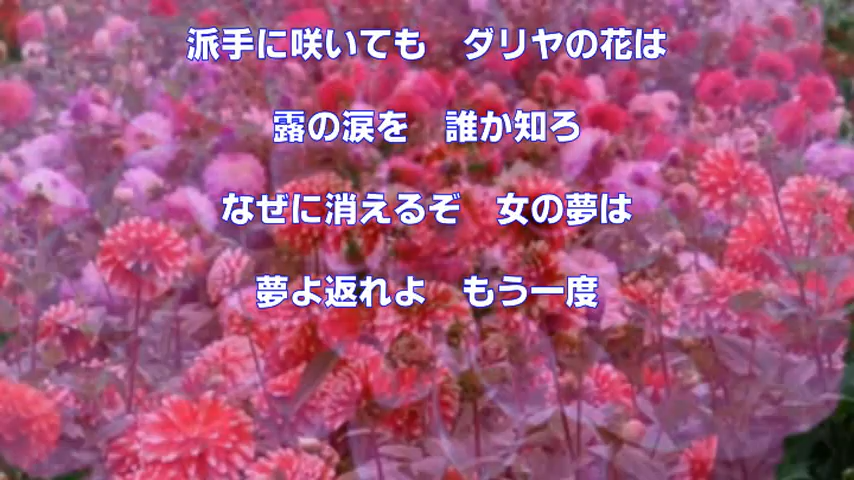 派手に咲いても　ダリヤの花は
露の涙を　誰か知ろ
なぜに消えるぞ　女の夢は
夢よ返れよ　もう一度